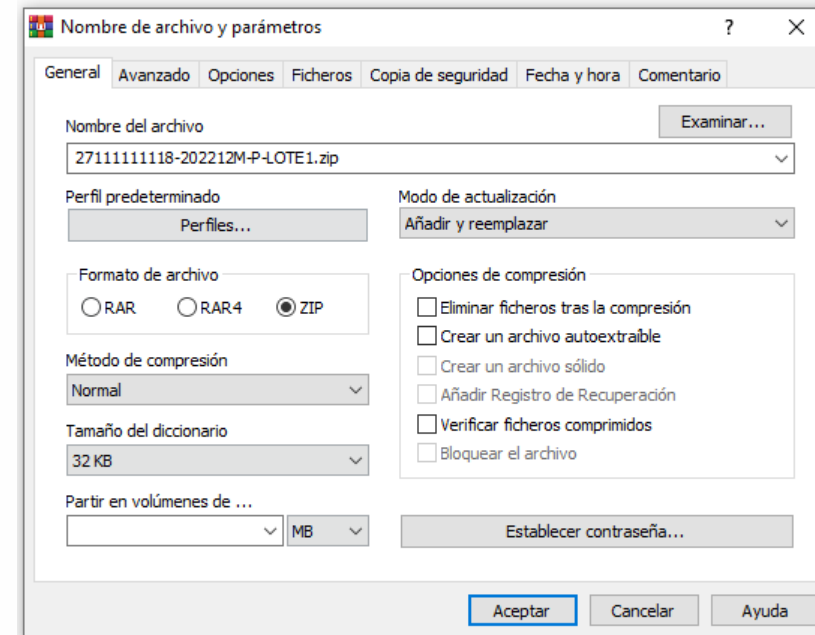 Nombre de archivo y parámetros
?
General Avanzado Opciones Ficheros Copia de seguridad Fecha y hora Comentario
Nombre del archivo
Examinar...
27111111118-202212M-P-LOTE1.zip
Perfil predeterminado
Modo de actualización
Perfiles...
Añadir y reemplazar
Formato de archivo
Opciones de compresión
RAR RAR4 ZIP
Eliminar ficheros tras la compresión
Crear un archivo autoextraíble
Método de compresión
Crear un archivo sólido
Normal
Añadir Registro de Recuperación
Tamaño del diccionario
Verificar ficheros comprimidos
32 KB
Bloquear el archivo
Partir en volúmenes de ...
MB
Establecer contraseña...
Aceptar Cancelar Ayuda